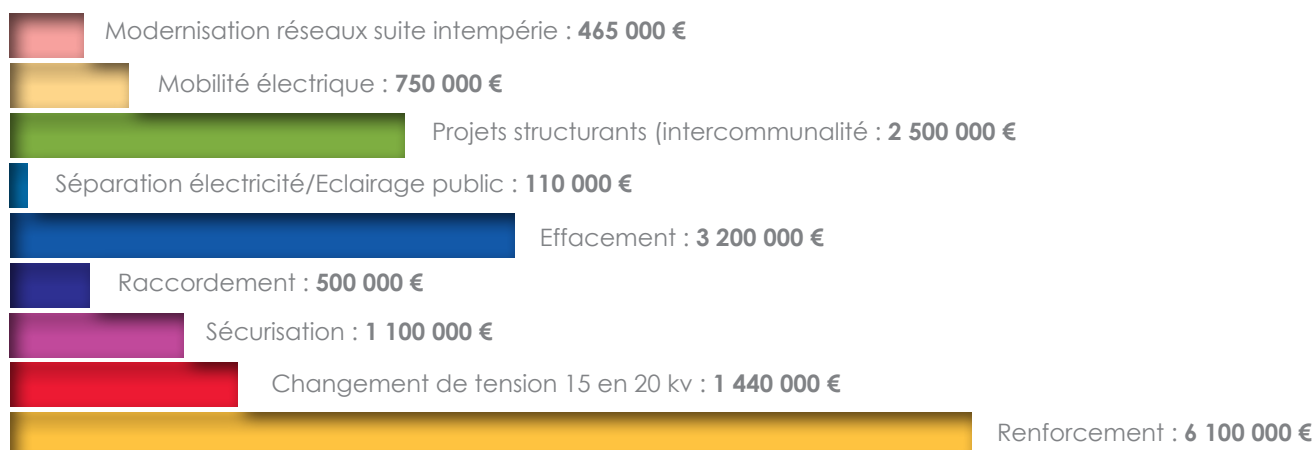 Modernisation réseaux suite intempérie : 465 000 €
Mobilité électrique : 750 000 €
Projets structurants (intercommunalité : 2 500 000 €
Séparation électricité/Eclairage public : 110 000 €
Effacement : 3 200 000 €
Raccordement : 500 000 €
Sécurisation : 1 100 000 €
Changement de tension 15 en 20 kv : 1 440 000 €
Renforcement : 6 100 000 €